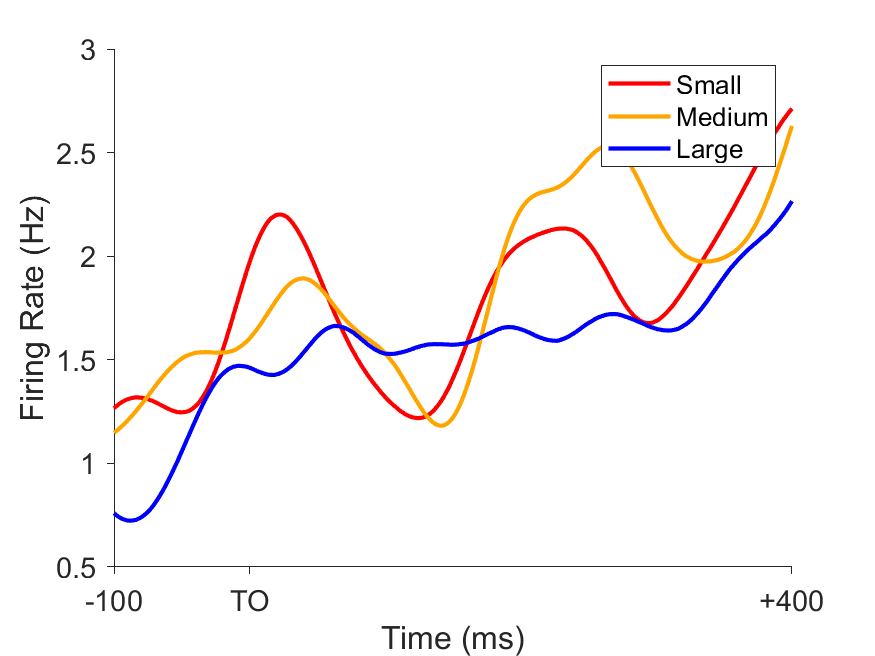 3
Small
Medium
Large
2.5
2
1.5
1
0.5
Firing Rate (Hz)
-100 TO +400
Time (ms)